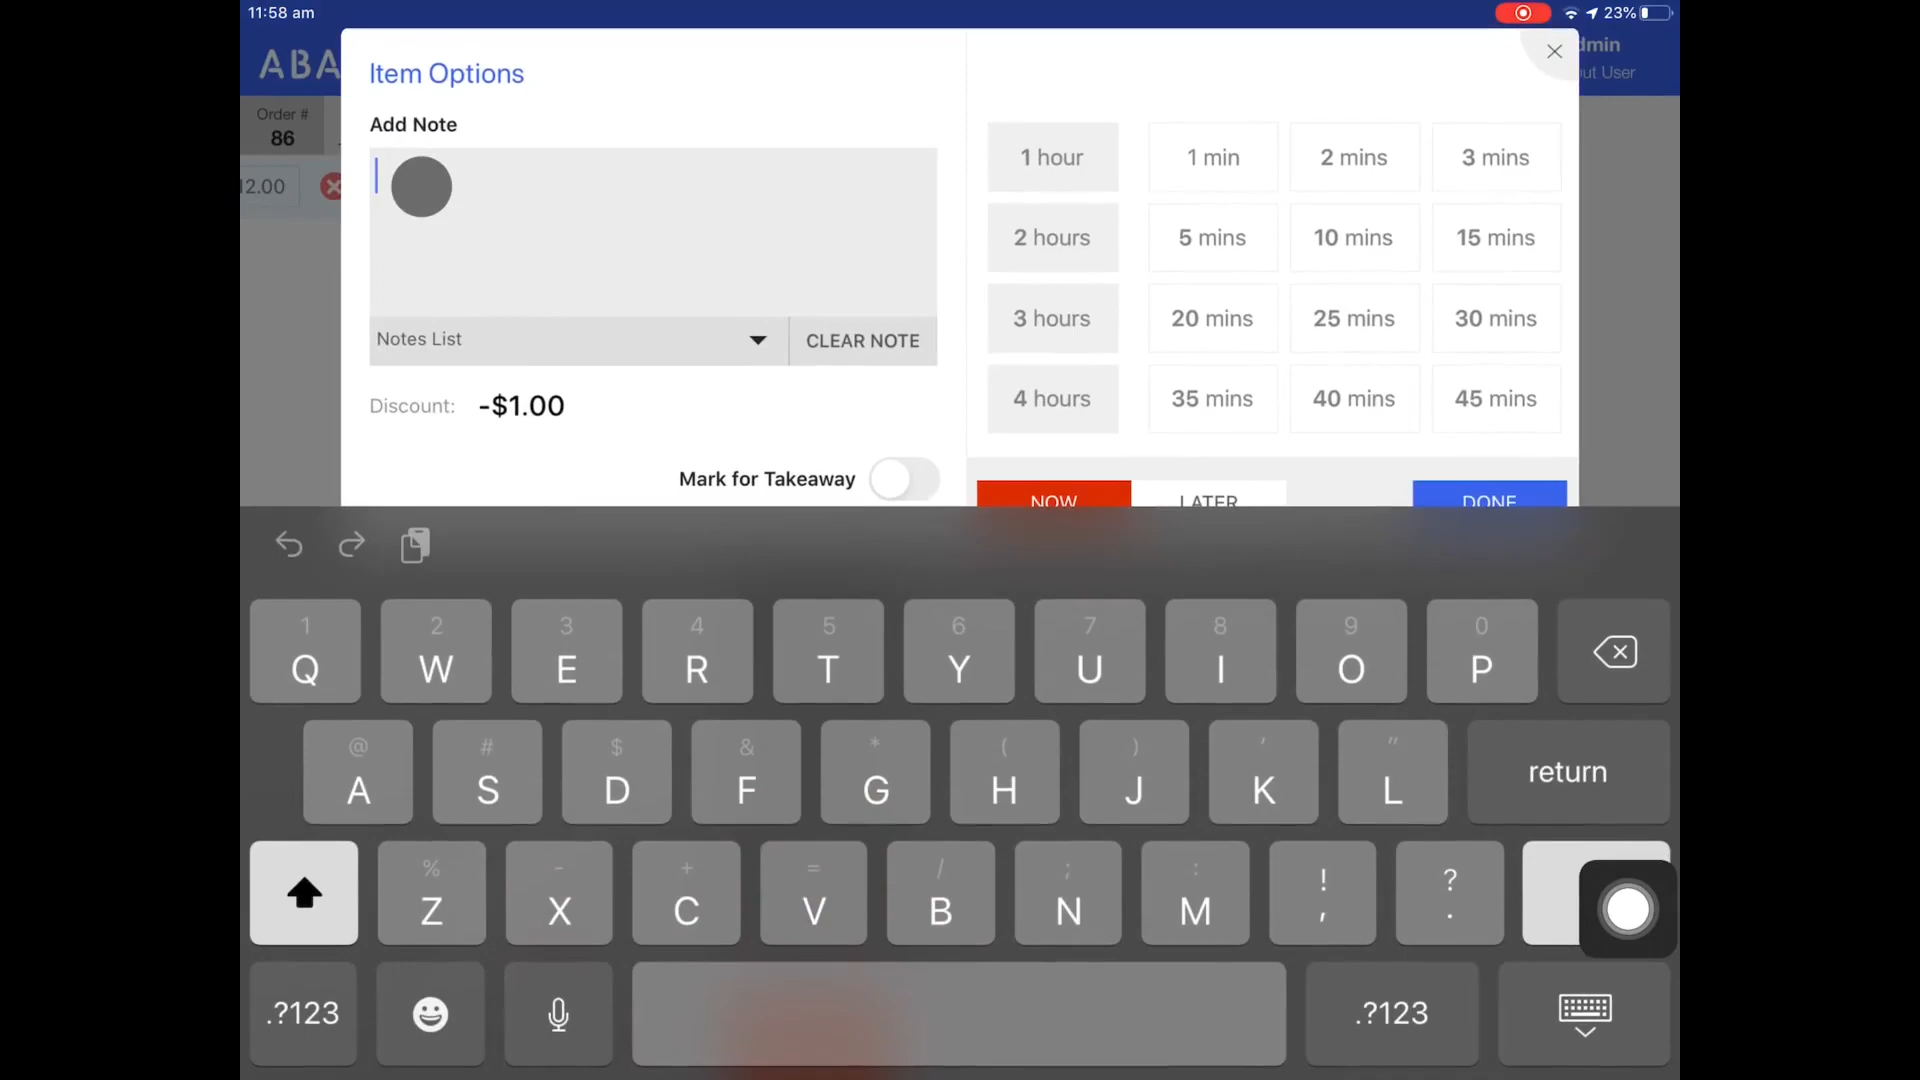 11:58 am
23%
ABA
dmin
ut User
Order #
86
12.00
Item Options
Add Note
Notes List
CLEAR NOTE
Discount: -$1.00
Mark for Takeaway
1 hour 1 min 2 mins 3 mins
2 hours 5 mins 10 mins 15 mins
3 hours 20 mins 25 mins 30 mins
4 hours 35 mins 40 mins 45 mins
NOW LATER DONE
1 2 3 4 5 6 7 8 9 0
Q W E R T Y U I O P
@ # $ & * ( ) ' "
A S D F G H J K L return
% - + = / ; : ! ?
Z X C V B N M , .
.?123 .?123